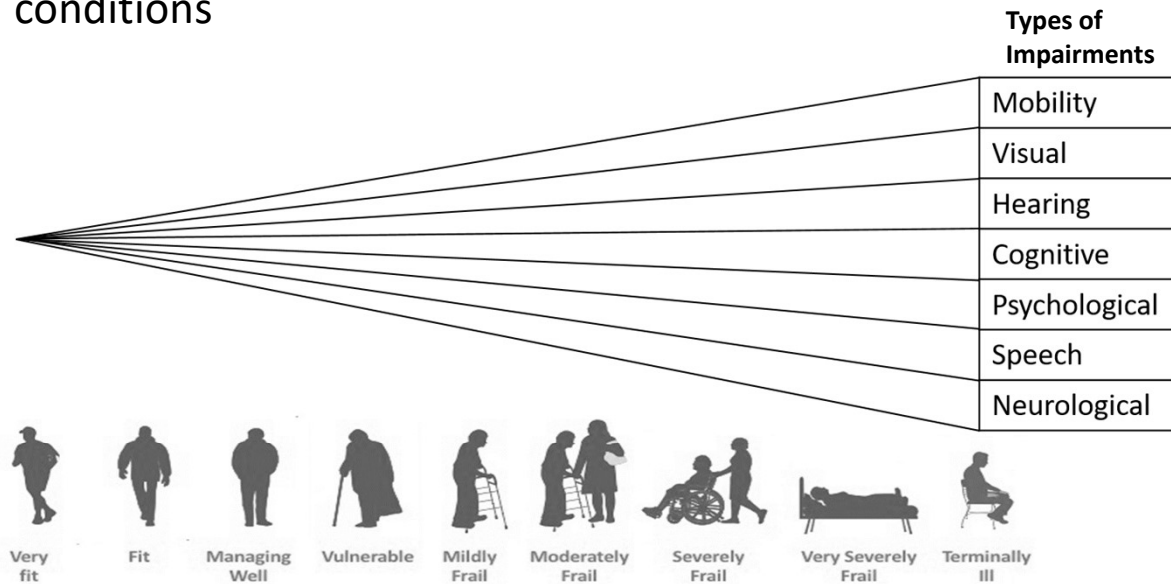 conditions
Types of
Impairments
Mobility
Visual
Hearing
Cognitive
Psychological
Speech
Neurological
Very
fit
Fit
Managing
Well
Vulnerable
Mildly
Frail
Moderately
Frail
Severely
Frail
Very Severely
Frail
Terminally
Ill